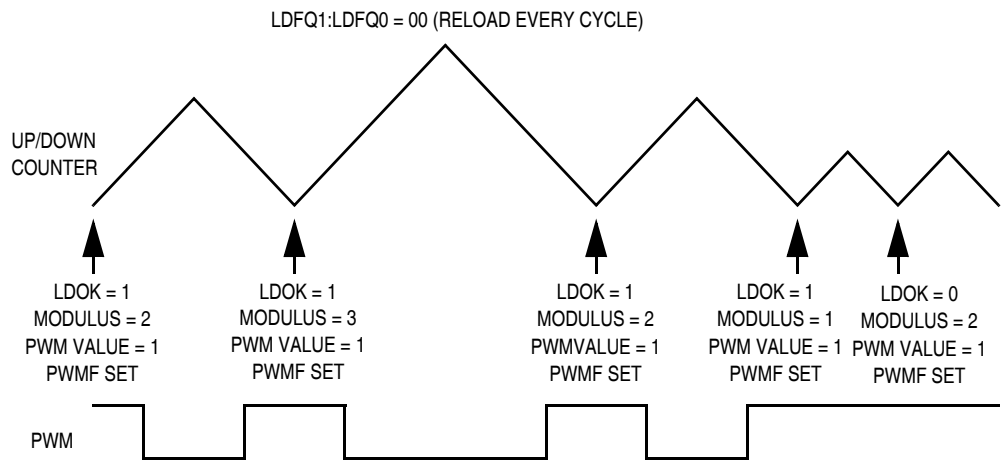 LDFQ1:LDFQ0 = 00 (RELOAD EVERY CYCLE)
UP/DOWN
COUNTER
LDOK = 1
MODULUS = 2
PWM VALUE = 1
PWMF SET
LDOK = 1
MODULUS = 3
PWM VALUE = 1
PWMF SET
LDOK = 1
MODULUS = 2
PWMVALUE = 1
PWMF SET
LDOK = 1
MODULUS = 1
PWM VALUE = 1
PWMF SET
LDOK = 0
MODULUS = 2
PWM VALUE = 1
PWMF SET
PWM